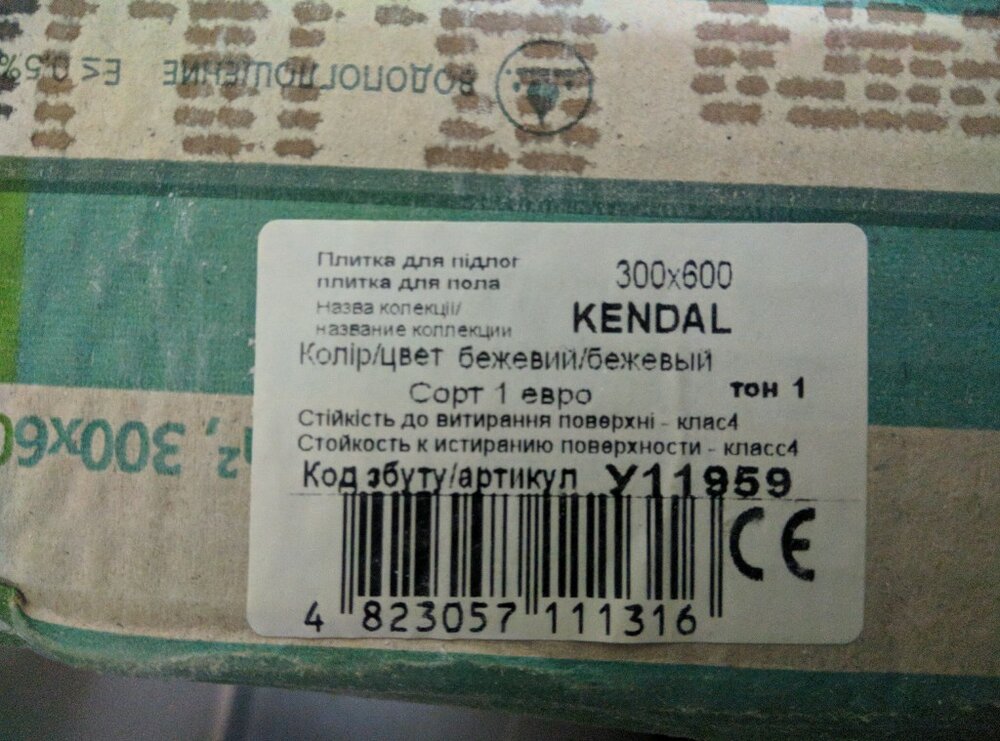 ВОДОПОГЛОЩЕНИЕ E≤ 0,5%
Плитка для підлог
плитка для пола
300x600
Назва колекції/
название коллекции
KENDAL
Колір/цвет бежевий/бежевый
Сорт 1 евро
тон 1
Стійкість до витирання поверхні - клас4
Стойкость к истиранию поверхности - класс4
Код збуту/артикул Y11959
CE
4 823057 111316
², 300x60